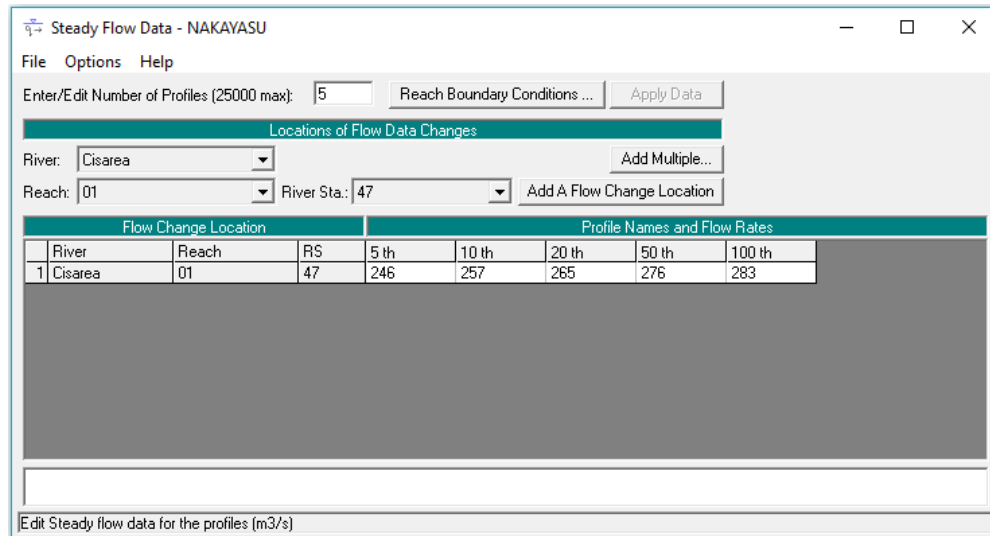 Steady Flow Data - NAKAYASU
File Options Help
Enter/Edit Number of Profiles (25000 max): 5 Reach Boundary Conditions ... Apply Data
Locations of Flow Data Changes
River: Cisarea Add Multiple...
Reach: 01 River Sta.: 47 Add A Flow Change Location
Flow Change Location Profile Names and Flow Rates
River Reach RS 5 th 10 th 20 th 50 th 100 th
1 Cisarea 01 47 246 257 265 276 283
Edit Steady flow data for the profiles (m3/s)